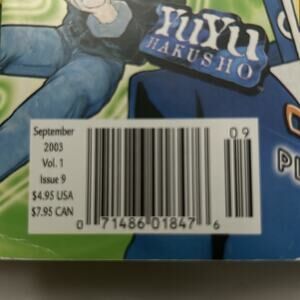 YuYu
HAKUSHO
September
2003
Vol. 1
Issue 9
$4.95 USA
$7.95 CAN
09
0 71486 01847 6